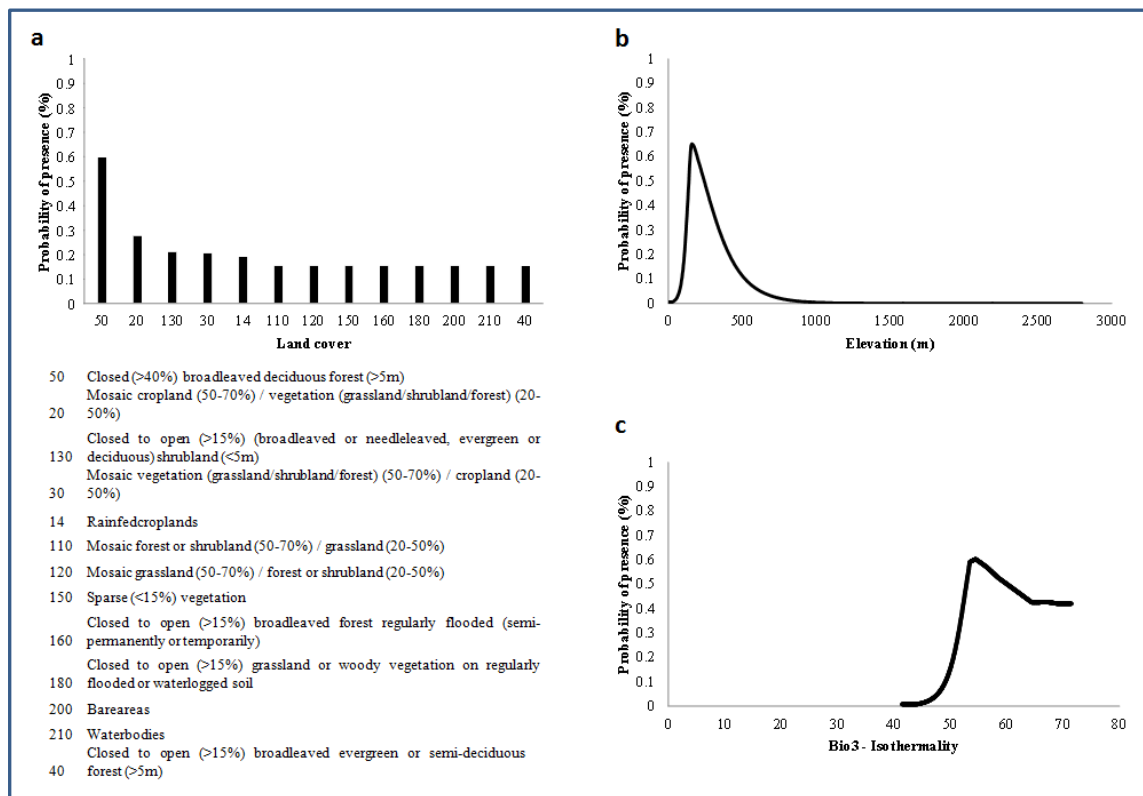 a
Probability of presence (%)
1
0.9
0.8
0.7
0.6
0.5
0.4
0.3
0.2
0.1
0
50 20 130 30 14 110 120 150 160 180 200 210 40
Land cover
50 Closed (>40%) broadleaved deciduous forest (>5m)
Mosaic cropland (50-70%) / vegetation (grassland/shrubland/forest) (20-
20 50%)
Closed to open (>15%) (broadleaved or needleleaved, evergreen or
130 deciduous) shrubland (<5m)
Mosaic vegetation (grassland/shrubland/forest) (50-70%) / cropland (20-
30 50%)
14 Rainfedcroplands
110 Mosaic forest or shrubland (50-70%) / grassland (20-50%)
120 Mosaic grassland (50-70%) / forest or shrubland (20-50%)
150 Sparse (<15%) vegetation
Closed to open (>15%) broadleaved forest regularly flooded (semi-
160 permanently or temporarily)
Closed to open (>15%) grassland or woody vegetation on regularly
180 flooded or waterlogged soil
200 Bareareas
210 Waterbodies
Closed to open (>15%) broadleaved evergreen or semi-deciduous
40 forest (>5m)
b
Probability of presence (%)
1
0.9
0.8
0.7
0.6
0.5
0.4
0.3
0.2
0.1
0
0 500 1000 1500 2000 2500 3000
Elevation (m)
c
Probability of presence (%)
1
0.9
0.8
0.7
0.6
0.5
0.4
0.3
0.2
0.1
0
0 10 20 30 40 50 60 70 80
Bio3 - Isothermality